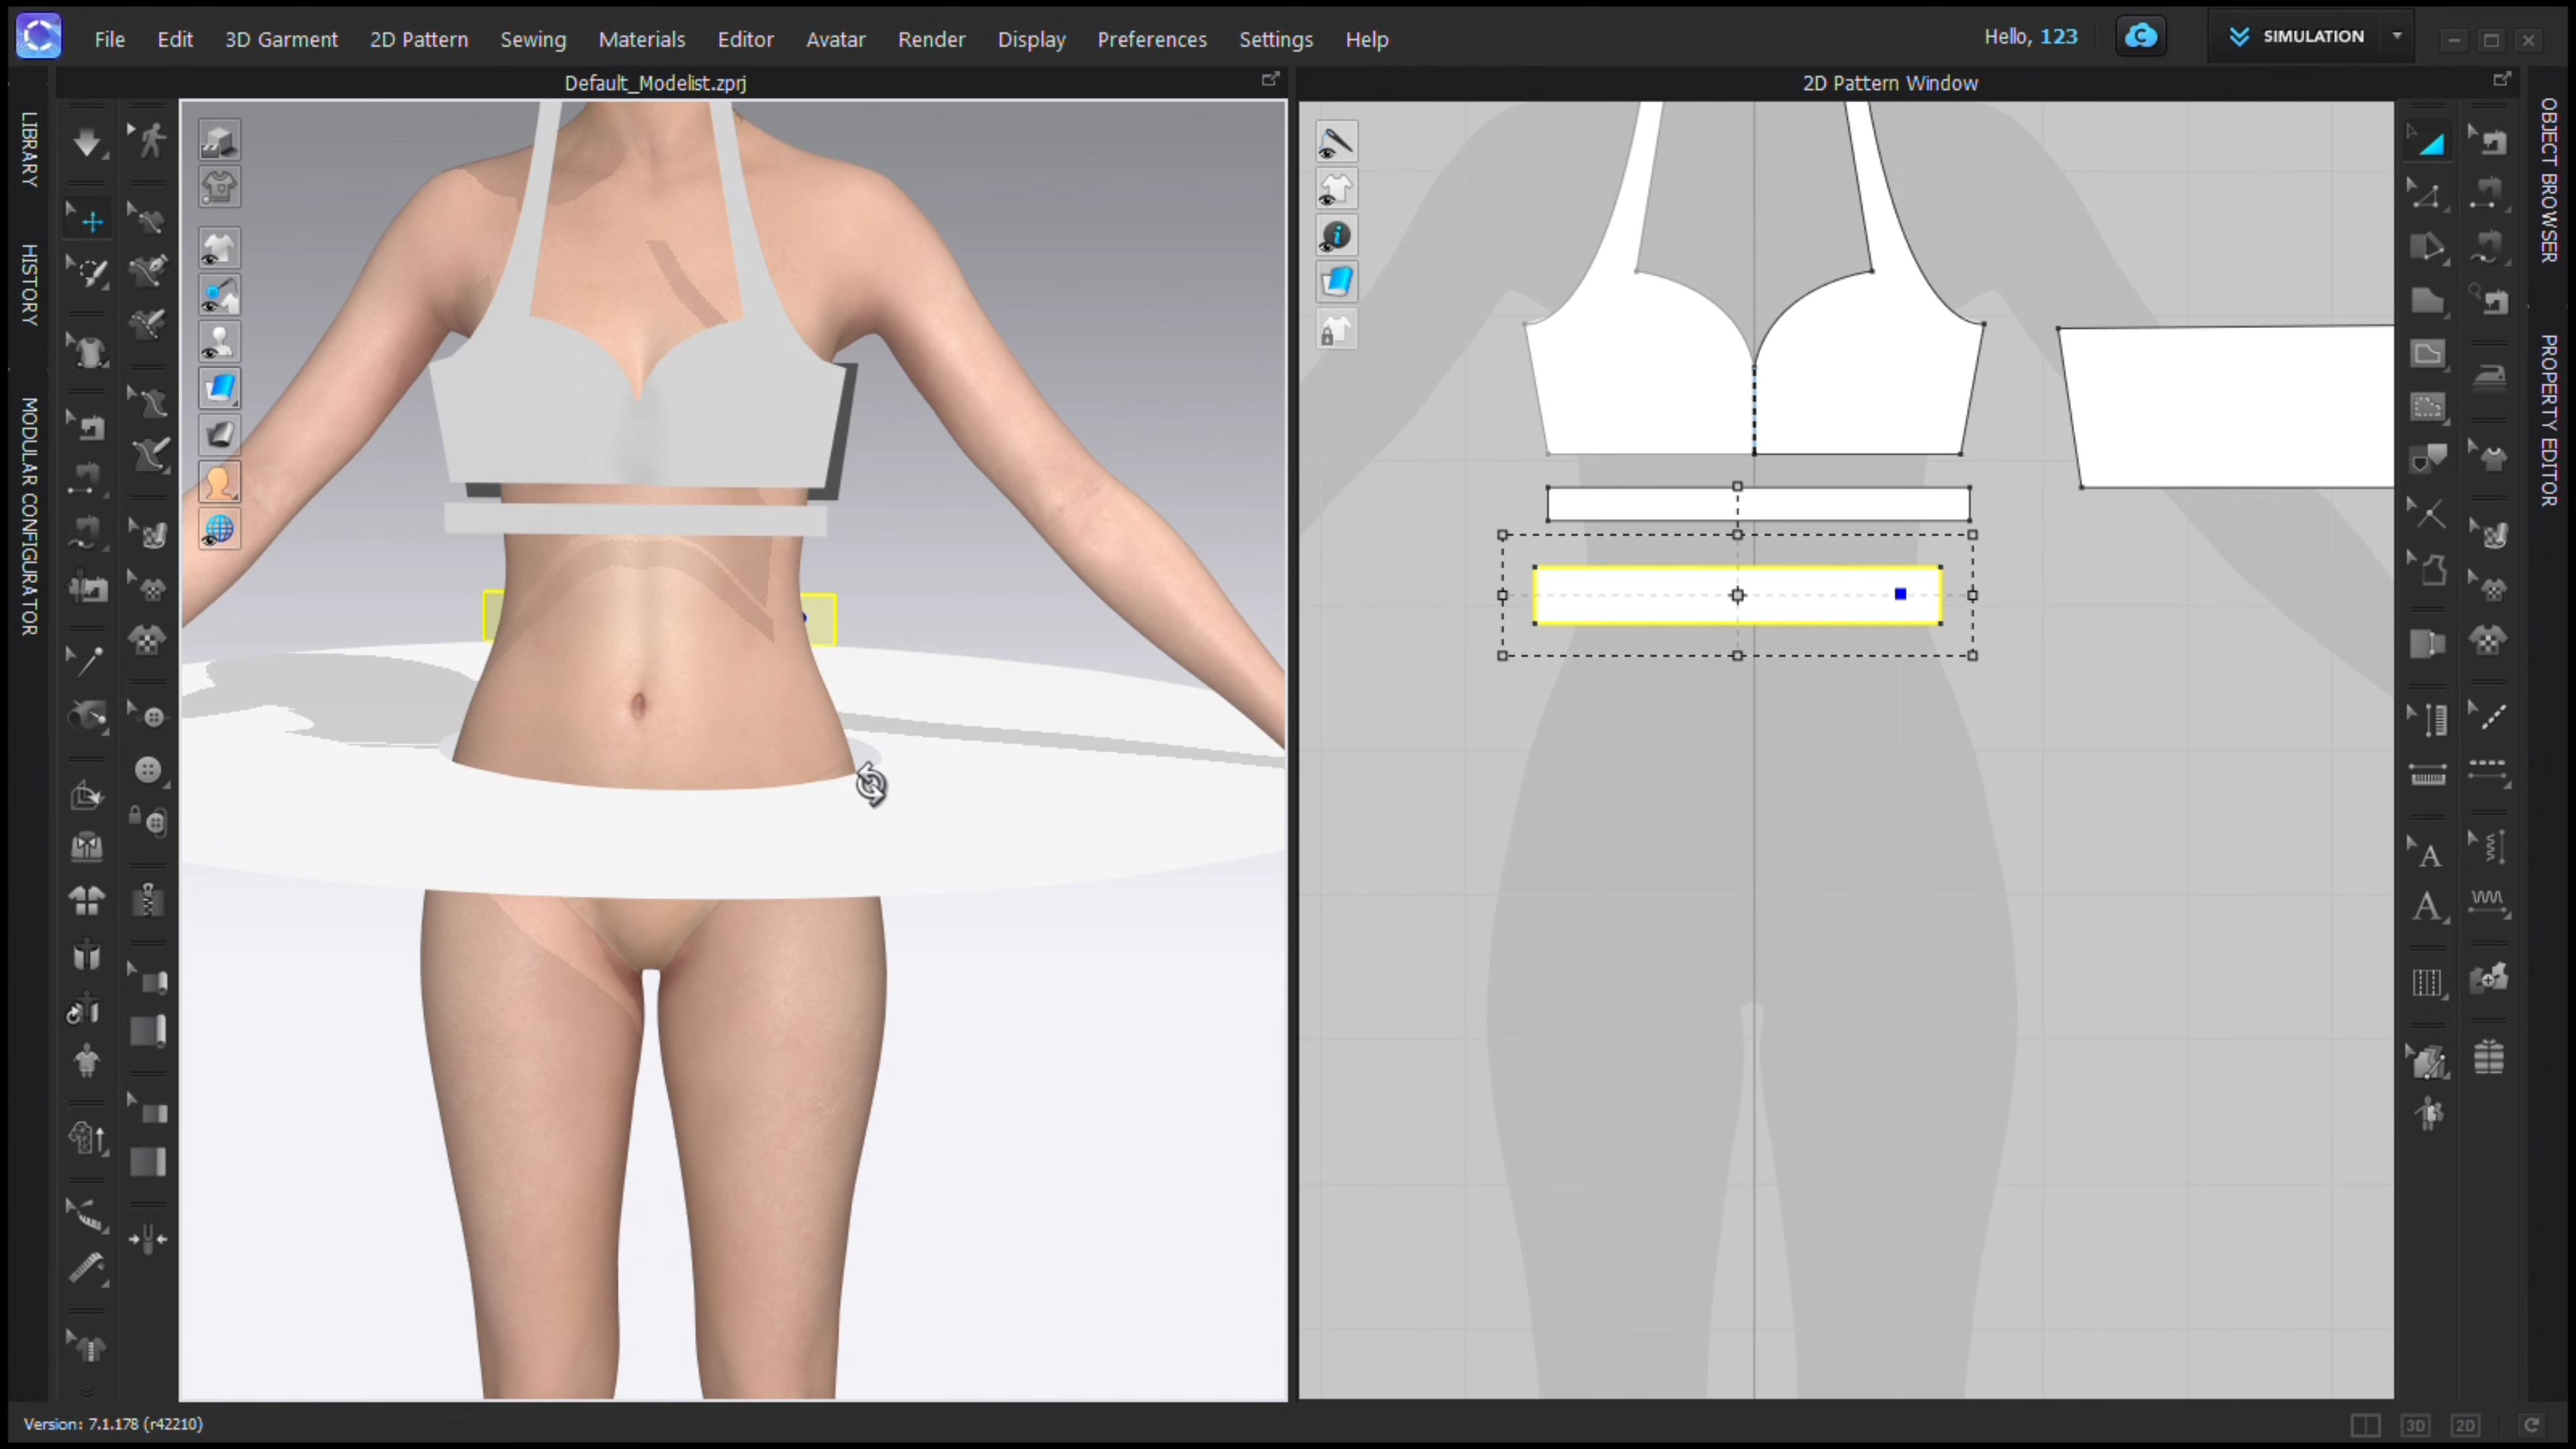 File Edit 3D Garment 2D Pattern Sewing Materials Editor Avatar Render Display Preferences Settings Help
Hello, 123
SIMULATION
Default_Modelist.zprj
2D Pattern Window
LIBRARY
HISTORY
MODULAR CONFIGURATOR
OBJECT BROWSER
PROPERTY EDITOR
A
A
Version: 7.1.178 (r42210)
3D
2D